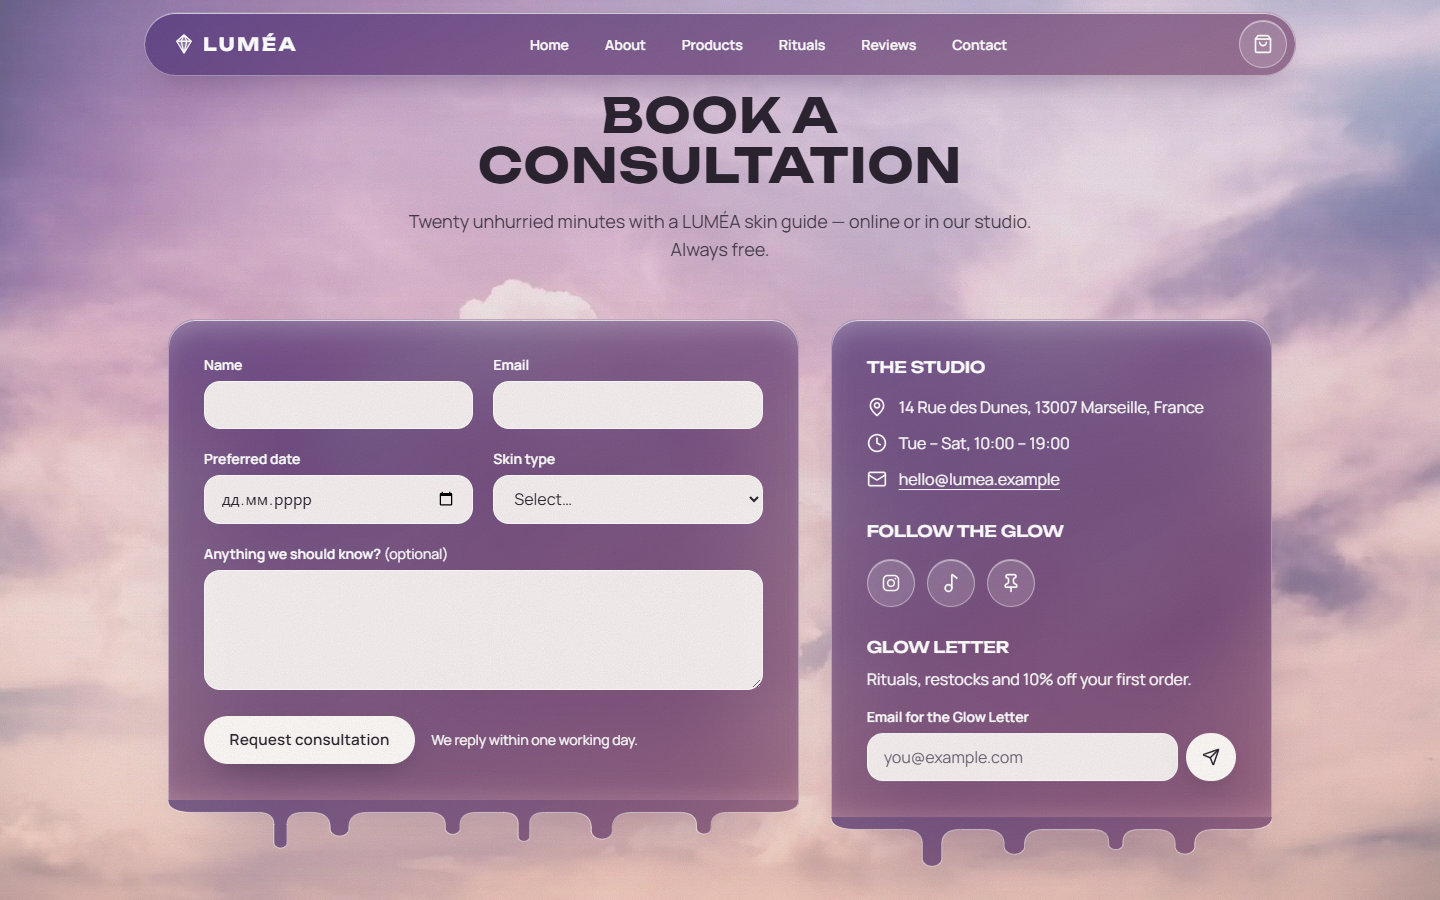 LUMÉA
Home
About
Products
Rituals
Reviews
Contact
BOOK A
CONSULTATION
Twenty unhurried minutes with a LUMÉA skin guide — online or in our studio.
Always free.
Name
Email
Preferred date
Skin type
дд.мм.рррр
Select...
Anything we should know? (optional)
Request consultation
We reply within one working day.
THE STUDIO
14 Rue des Dunes, 13007 Marseille, France
Tue – Sat, 10:00 – 19:00
hello@lumea.example
FOLLOW THE GLOW
GLOW LETTER
Rituals, restocks and 10% off your first order.
Email for the Glow Letter
you@example.com